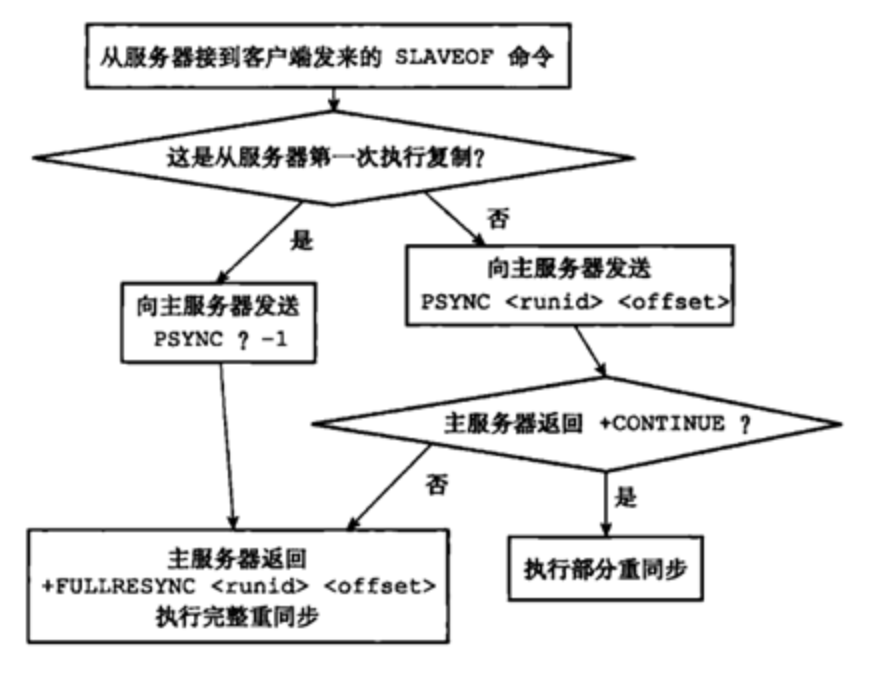 从服务器接到客户端发来的 SLAVEOF 命令
这是从服务器第一次执行复制?
是
否
向主服务器发送
PSYNC ? -1
向主服务器发送
PSYNC <runid> <offset>
主服务器返回 +CONTINUE ?
否
是
主服务器返回
+FULLRESYNC <runid> <offset>
执行完整重同步
执行部分重同步